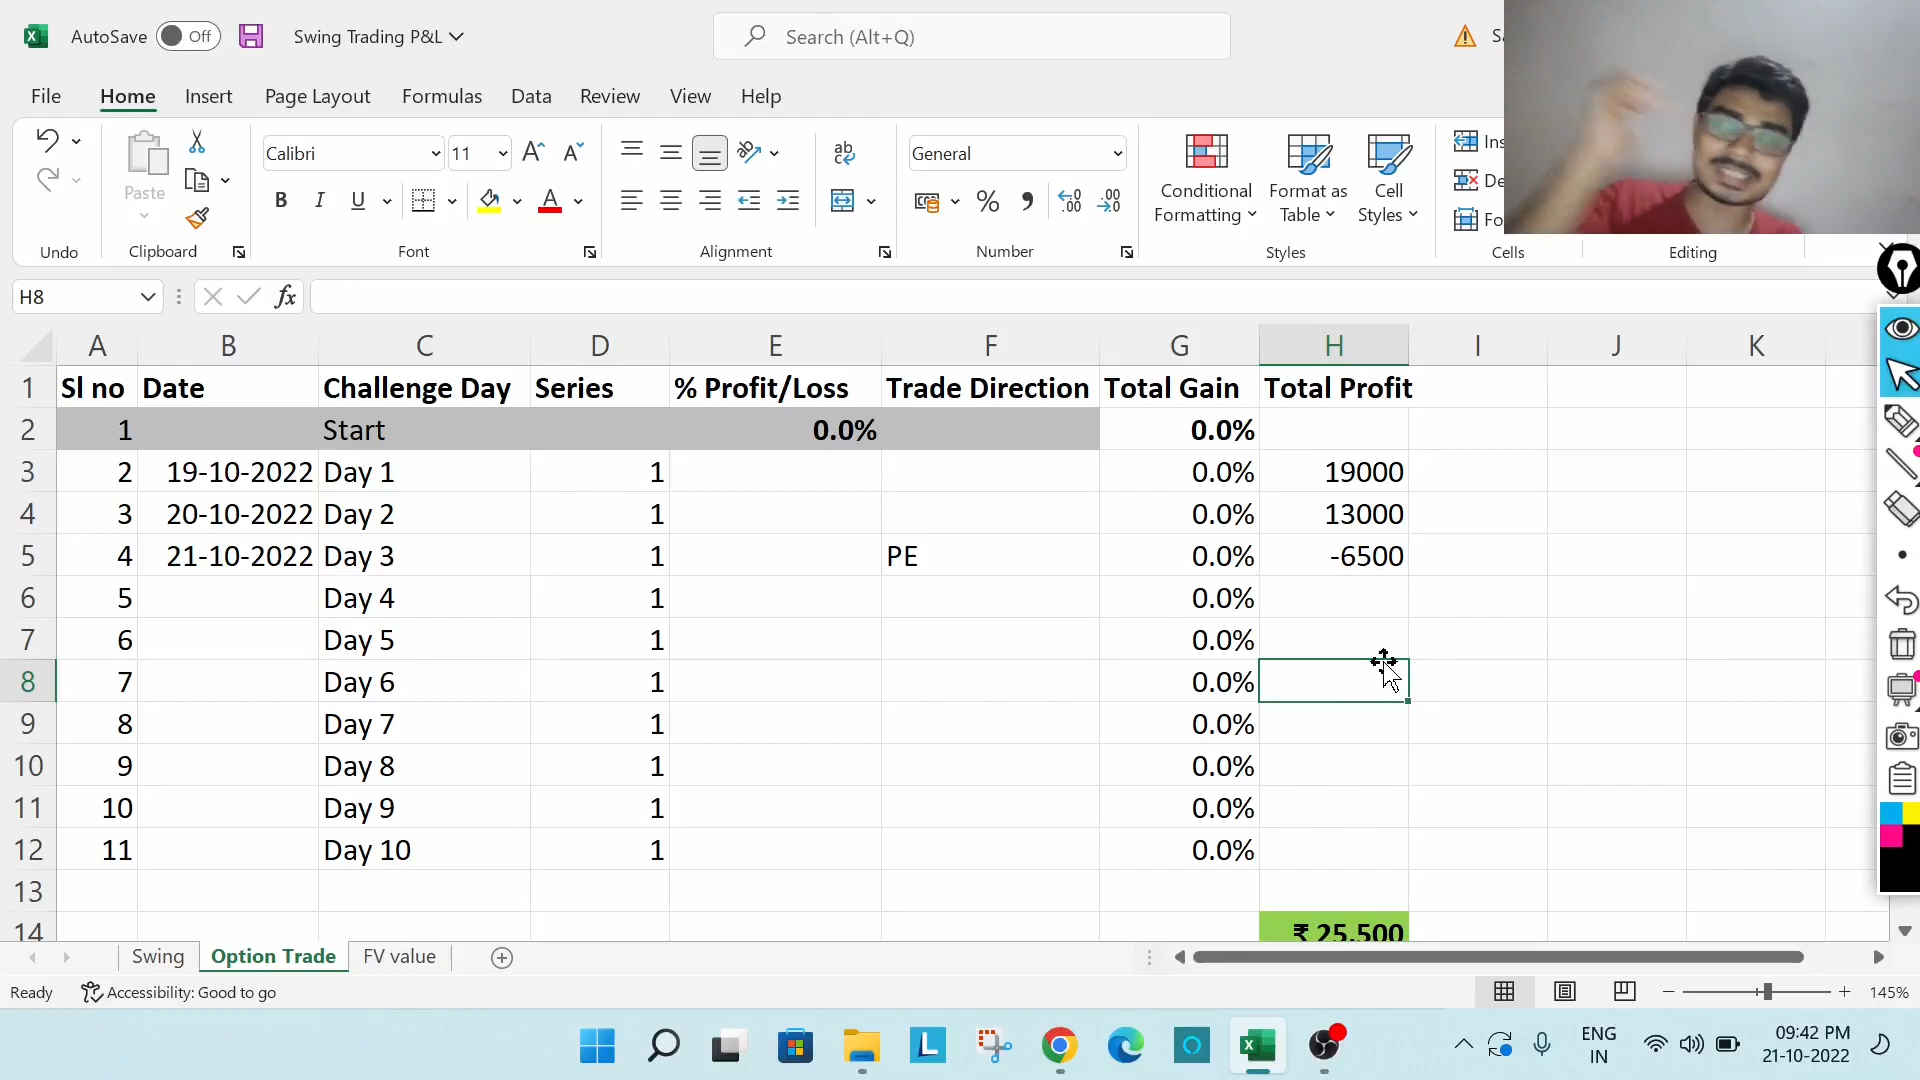 AutoSave Off Swing Trading P&L Search (Alt+Q)
File Home Insert Page Layout Formulas Data Review View Help
Calibri 11 General
Paste
Conditional Formatting
Format as Table
Cell Styles
Undo Clipboard Font Alignment Number Styles Cells Editing
H8 fx
A B C D E F G H I J K
1 Sl no Date Challenge Day Series % Profit/Loss Trade Direction Total Gain Total Profit
2 1 Start 0.0% 0.0%
3 2 19-10-2022 Day 1 1 0.0% 19000
4 3 20-10-2022 Day 2 1 0.0% 13000
5 4 21-10-2022 Day 3 1 PE 0.0% -6500
6 5 Day 4 1 0.0%
7 6 Day 5 1 0.0%
8 7 Day 6 1 0.0%
9 8 Day 7 1 0.0%
10 9 Day 8 1 0.0%
11 10 Day 9 1 0.0%
12 11 Day 10 1 0.0%
13
14 ₹ 25,500
Swing Option Trade FV value
Ready Accessibility: Good to go 145%
ENG IN 09:42 PM 21-10-2022